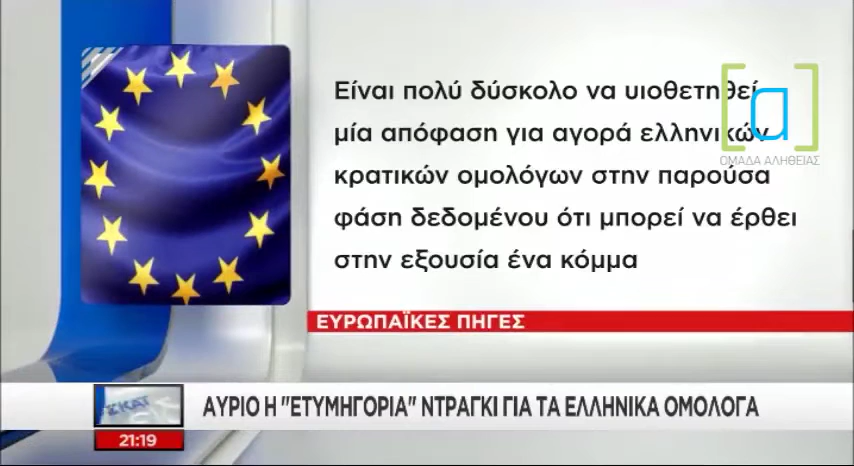 Είναι πολύ δύσκολο να υιοθετηθεί
μία απόφαση για αγορά ελληνικών
κρατικών ομολόγων στην παρούσα
φάση δεδομένου ότι μπορεί να έρθει
στην εξουσία ένα κόμμα
[α]
ΟΜΑΔΑ ΑΛΗΘΕΙΑΣ
ΕΥΡΩΠΑΪΚΕΣ ΠΗΓΕΣ
ΣΚΑΪ
ΑΥΡΙΟ Η "ΕΤΥΜΗΓΟΡΙΑ" ΝΤΡΑΓΚΙ ΓΙΑ ΤΑ ΕΛΛΗΝΙΚΑ ΟΜΟΛΟΓΑ
21:19